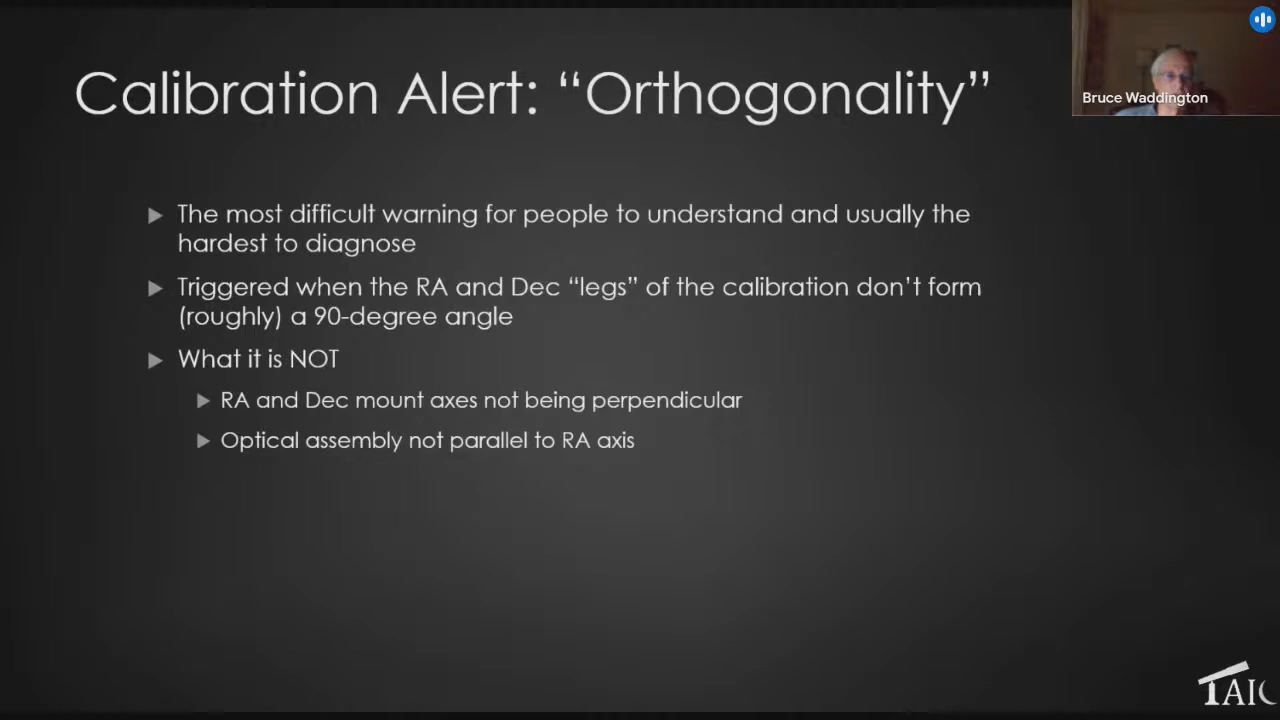 Calibration Alert: “Orthogonality”
Bruce Waddington
The most difficult warning for people to understand and usually the
hardest to diagnose
Triggered when the RA and Dec “legs” of the calibration don’t form
(roughly) a 90-degree angle
What it is NOT
RA and Dec mount axes not being perpendicular
Optical assembly not parallel to RA axis
TAIC